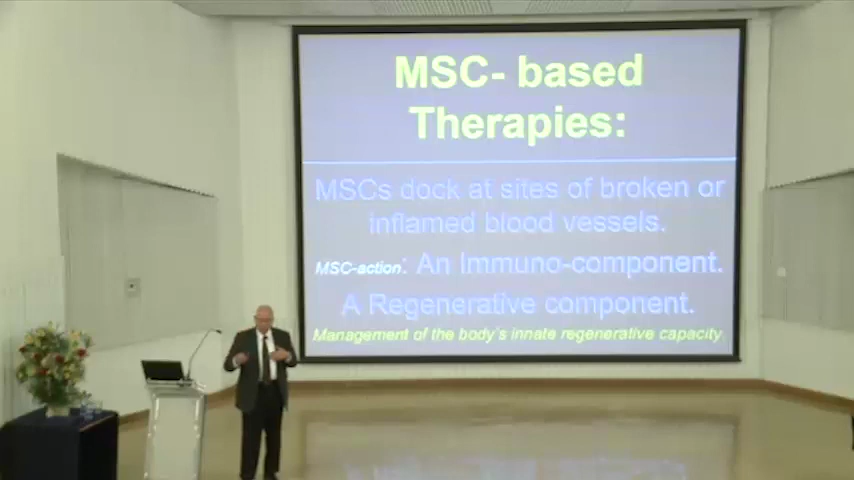 MSC- based
Therapies:
MSCs dock at sites of broken or
inflamed blood vessels.
MSC-action: An Immuno-component.
A Regenerative component.
Management of the body's innate regenerative capacity